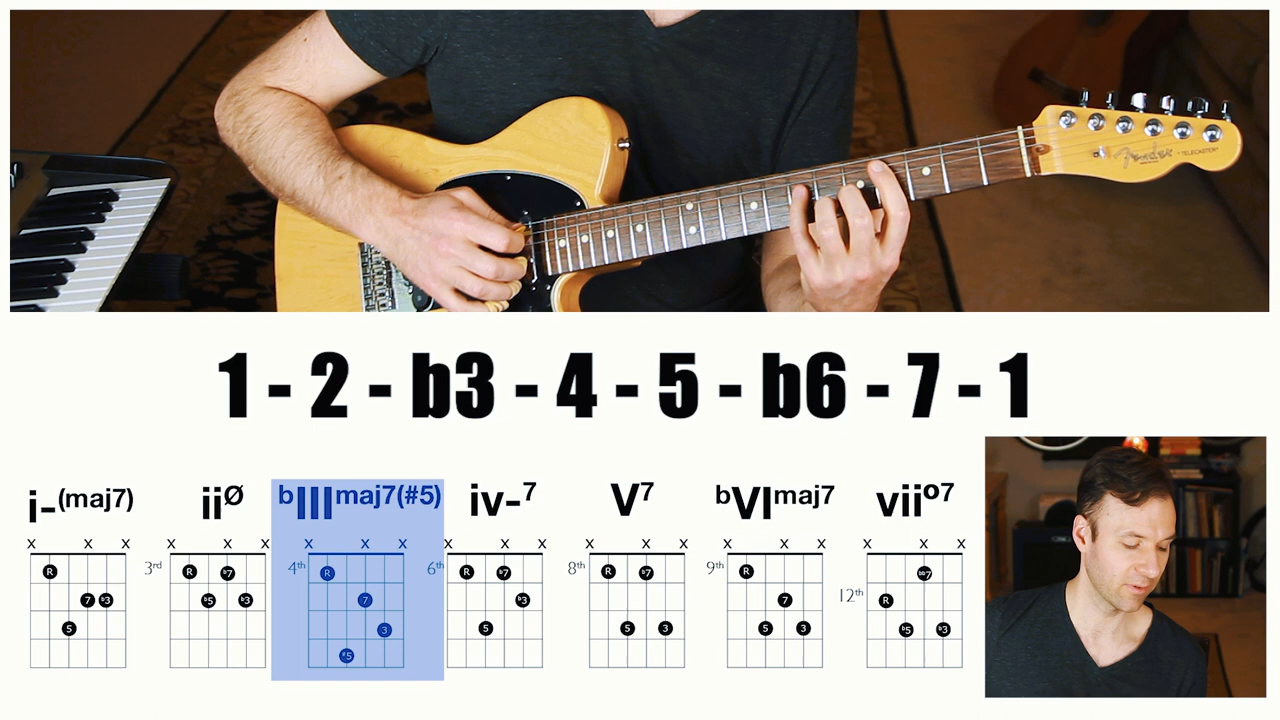 Fender TELECASTER
1 - 2 - b3 - 4 - 5 - b6 - 7 - 1
i-(maj7) iiØ bIIImaj7(#5) iv-7 V7 bVImaj7 viiº7
x x x x x x x x x x x x x x x x x x x x x
3rd 4th 6th 8th 9th 12th
R R b7 R R b7 R b7 R bb7
7 b3 b5 b3 7 b3 7 R
5 3 5 5 3 5 3 b5 b3
#5